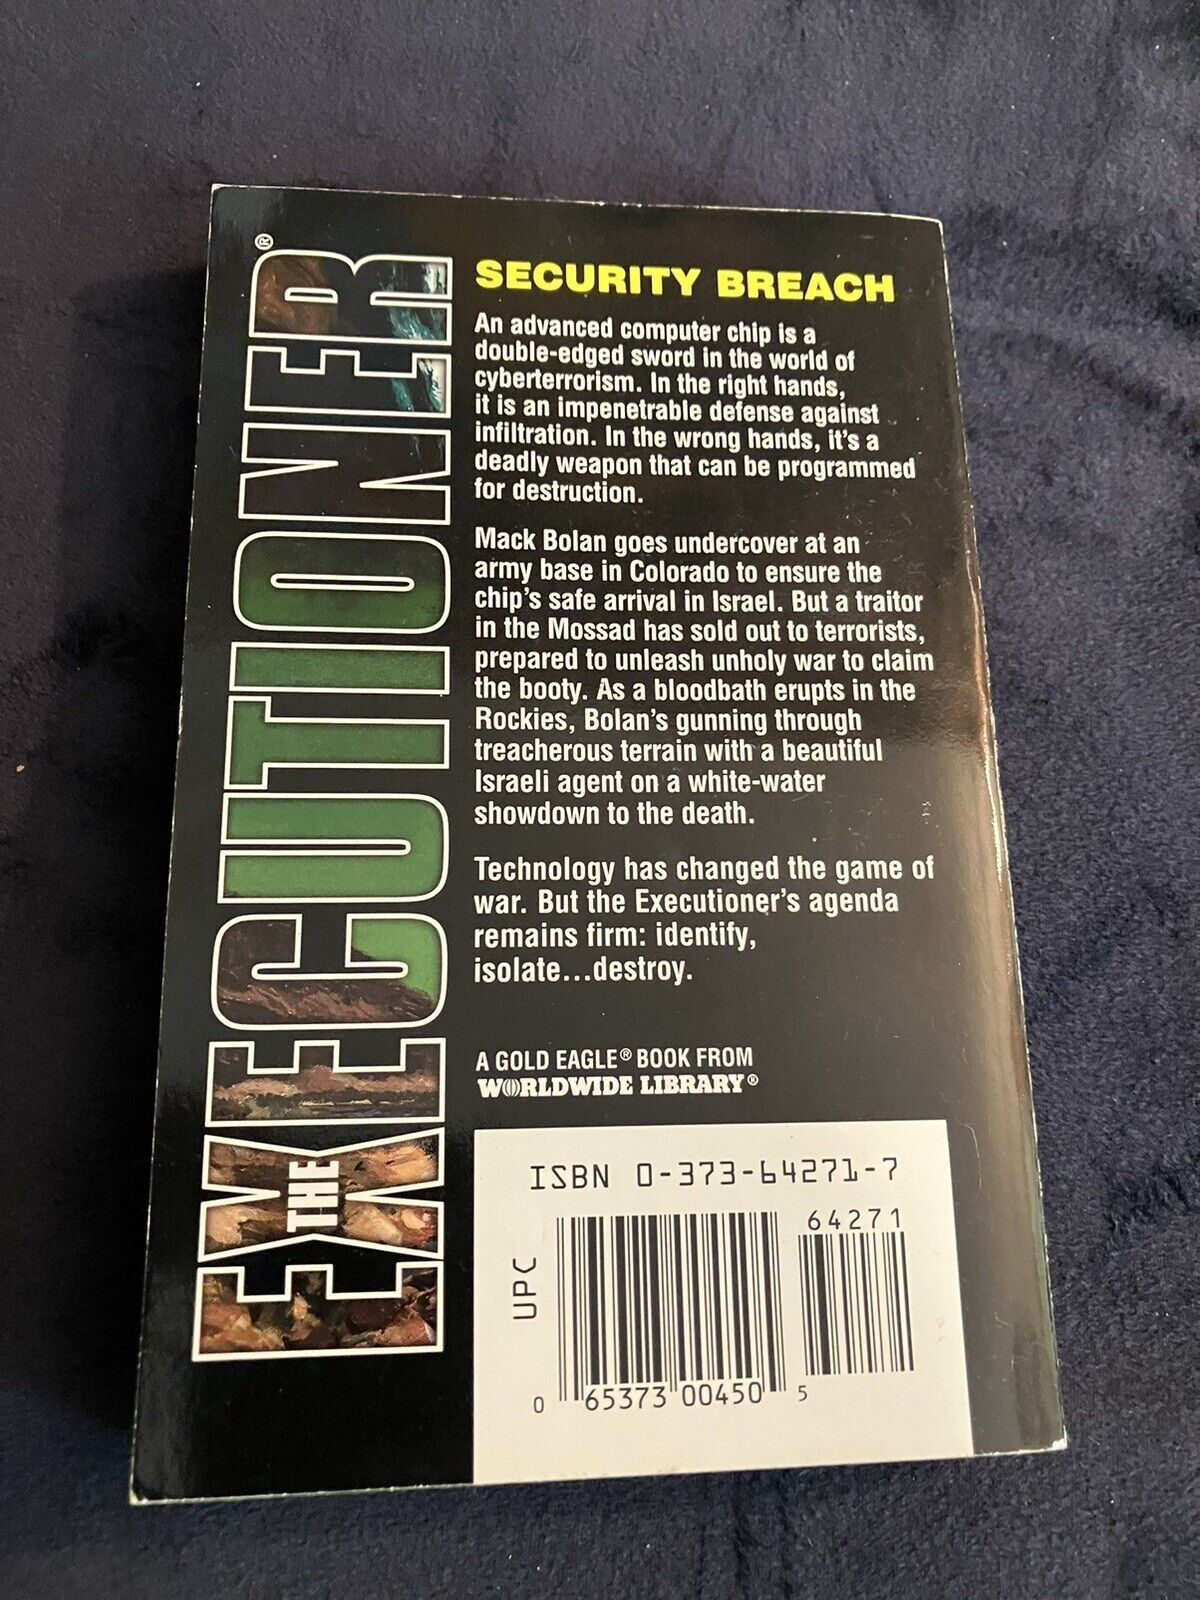 THE
EXECUTIONER®
SECURITY BREACH
An advanced computer chip is a
double-edged sword in the world of
cyberterrorism. In the right hands,
it is an impenetrable defense against
infiltration. In the wrong hands, it's a
deadly weapon that can be programmed
for destruction.
Mack Bolan goes undercover at an
army base in Colorado to ensure the
chip's safe arrival in Israel. But a traitor
in the Mossad has sold out to terrorists,
prepared to unleash unholy war to claim
the booty. As a bloodbath erupts in the
Rockies, Bolan's gunning through
treacherous terrain with a beautiful
Israeli agent on a white-water
showdown to the death.
Technology has changed the game of
war. But the Executioner's agenda
remains firm: identify,
isolate...destroy.
A GOLD EAGLE® BOOK FROM
WORLDWIDE LIBRARY®
ISBN 0-373-64271-7
64271
UPC
0 65373 00450 5